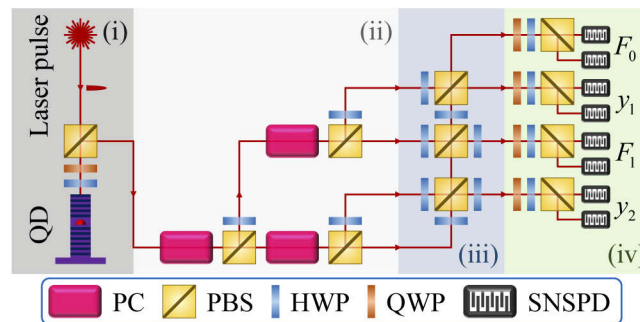 (i)
(ii)
Laser pulse
QD
F₀
y₁
F₁
y₂
(iii)
(iv)
PC PBS HWP QWP SNSPD